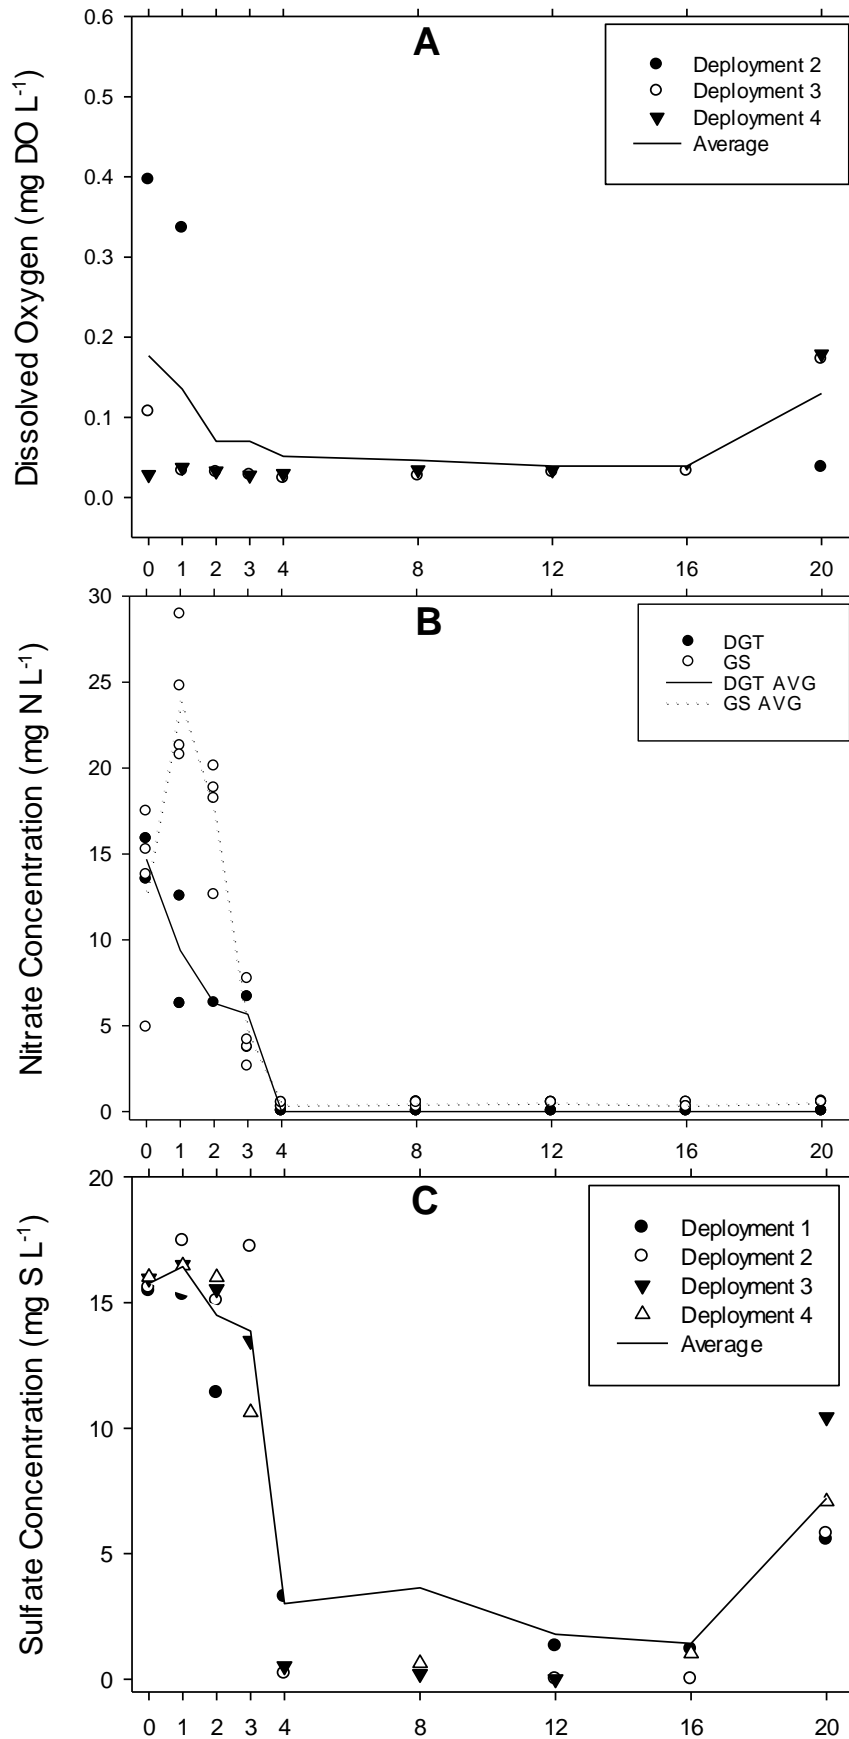 A
Dissolved Oxygen (mg DO L-1)
0.6
0.5
0.4
0.3
0.2
0.1
0.0
Deployment 2
Deployment 3
Deployment 4
Average
0 1 2 3 4 8 12 16 20
B
Nitrate Concentration (mg N L-1)
30
25
20
15
10
5
0
DGT
GS
DGT AVG
GS AVG
0 1 2 3 4 8 12 16 20
C
Sulfate Concentration (mg S L-1)
20
15
10
5
0
Deployment 1
Deployment 2
Deployment 3
Deployment 4
Average
0 1 2 3 4 8 12 16 20